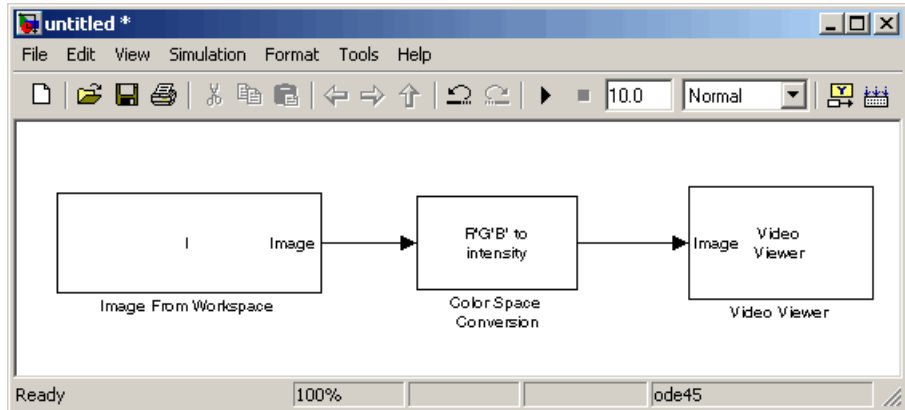 untitled *
File Edit View Simulation Format Tools Help
10.0 Normal
I Image
Image From Workspace
R'G'B' to
intensity
Color Space
Conversion
Image
Video
Viewer
Video Viewer
Ready 100% ode45